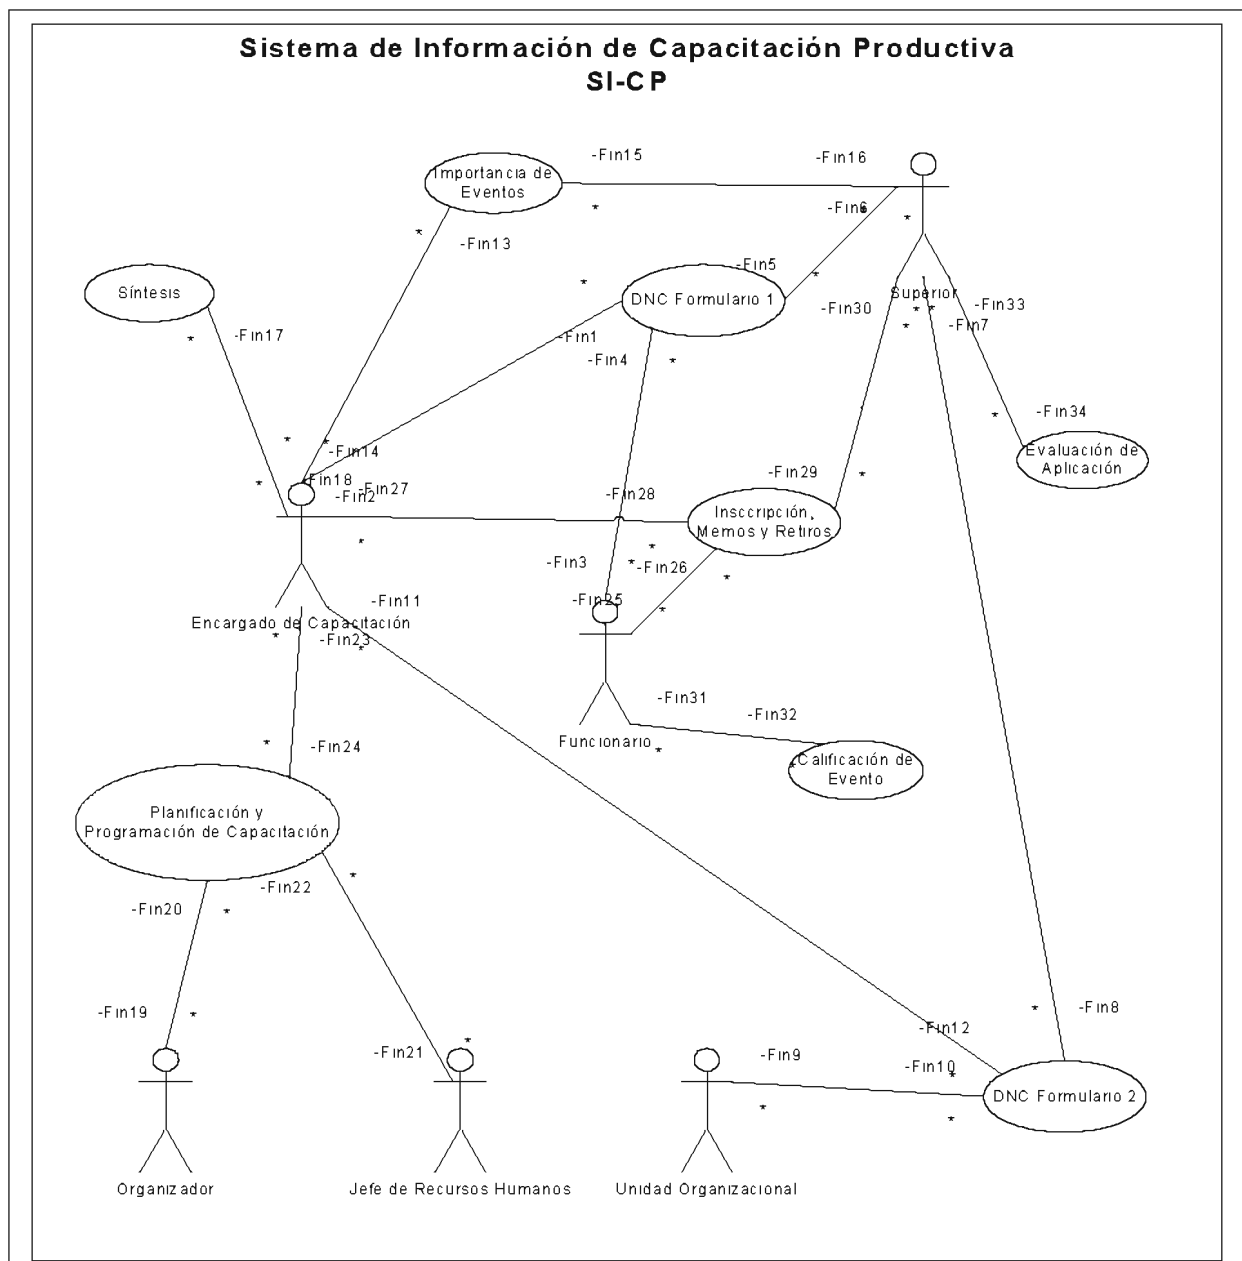 Sistema de Información de Capacitación Productiva
SI-CP
-Fin15
-Fin16
Importancia de
Eventos
*
-Fin6
*
*
*
-Fin13
-Fin5
*
*
Síntesis
DNC Formulario 1
Superior
-Fin30
-Fin33
*
*
-Fin7
*
*
-Fin17
-Fin1
-Fin4
*
*
-Fin34
*
*
-Fin14
Evaluación de
Aplicación
*
-Fin18
-Fin27
-Fin2
-Fin28
-Fin29
*
Insccripción,
Memos y Retiros
*
*
-Fin3
*
-Fin26
*
-Fin11
-Fin25
*
Encargado de Capacitación
*
-Fin23
*
-Fin31
-Fin32
Funcionario
*
-Fin24
*
*
Calificación de
Evento
Planificación y
Programación de Capacitación
*
-Fin22
-Fin20
*
-Fin19
*
*
-Fin8
-Fin12
*
-Fin21
-Fin9
-Fin10
*
*
*
DNC Formulario 2
Organizador
Jefe de Recursos Humanos
Unidad Organizacional